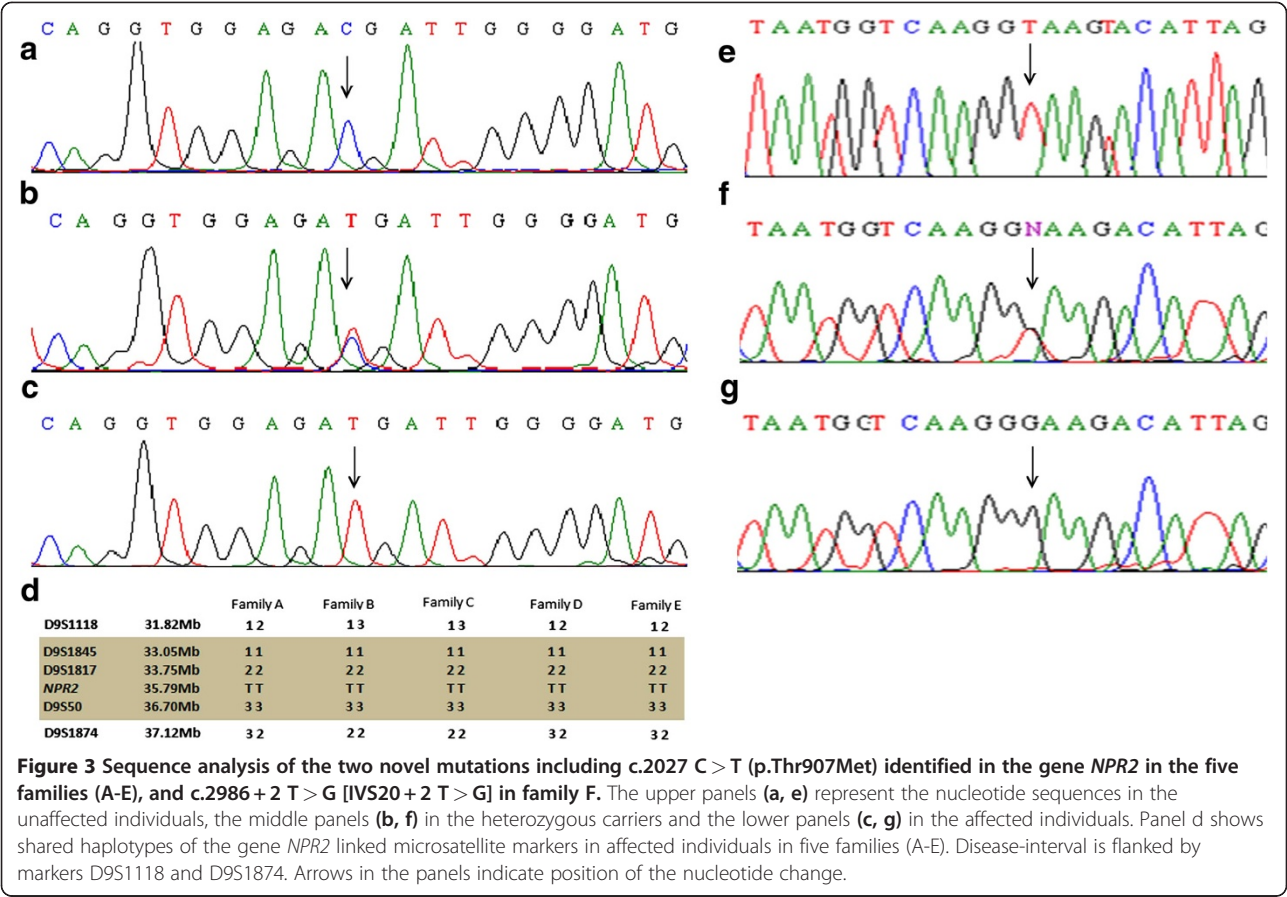 a
C A G G T G G A G A C G A T T G G G G A T G
b
C A G G T G G A G A T G A T T G G G G A T G
c
C A G G T G G A G A T G A T T G G G G A T G
d
Family A Family B Family C Family D Family E
D9S1118 31.82Mb 1 2 1 3 1 3 1 2 1 2
D9S1845 33.05Mb 1 1 1 1 1 1 1 1 1 1
D9S1817 33.75Mb 2 2 2 2 2 2 2 2 2 2
NPR2 35.79Mb T T T T T T T T T T
D9S50 36.70Mb 3 3 3 3 3 3 3 3 3 3
D9S1874 37.12Mb 3 2 2 2 2 2 3 2 3 2
e
T A A T G G T C A A G G T A A G T A C A T T A G
f
T A A T G G T C A A G G N A A G A C A T T A G
g
T A A T G G T C A A G G G A A G A C A T T A G
Figure 3 Sequence analysis of the two novel mutations including c.2027 C > T (p.Thr907Met) identified in the gene NPR2 in the five
families (A-E), and c.2986 + 2 T > G [IVS20 + 2 T > G] in family F. The upper panels (a, e) represent the nucleotide sequences in the
unaffected individuals, the middle panels (b, f) in the heterozygous carriers and the lower panels (c, g) in the affected individuals. Panel d shows
shared haplotypes of the gene NPR2 linked microsatellite markers in affected individuals in five families (A-E). Disease-interval is flanked by
markers D9S1118 and D9S1874. Arrows in the panels indicate position of the nucleotide change.